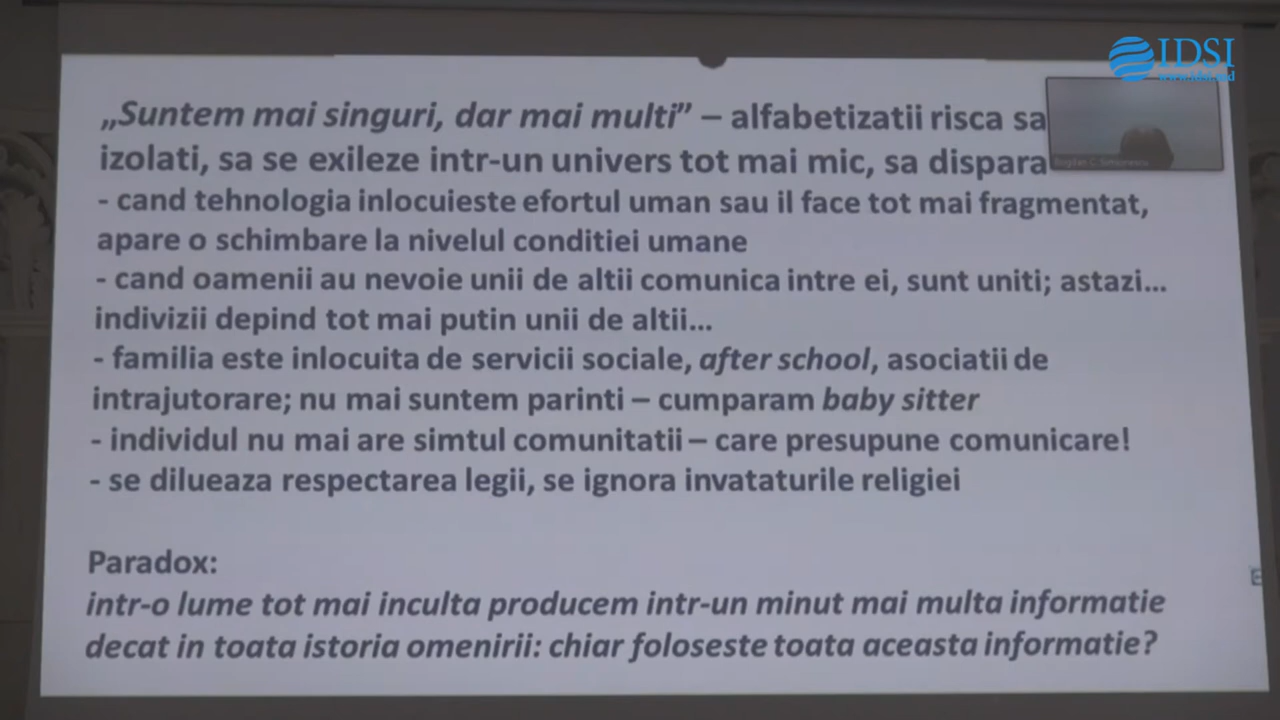 IDSI
www.idsi.md
„Suntem mai singuri, dar mai multi” – alfabetizatii risca sa
izolati, sa se exileze intr-un univers tot mai mic, sa dispara
- cand tehnologia inlocuieste efortul uman sau il face tot mai fragmentat,
apare o schimbare la nivelul conditiei umane
- cand oamenii au nevoie unii de altii comunica intre ei, sunt uniti; astazi...
indivizii depind tot mai putin unii de altii...
- familia este inlocuita de servicii sociale, after school, asociatii de
intrajutorare; nu mai suntem parinti – cumparam baby sitter
- individul nu mai are simtul comunitatii – care presupune comunicare!
- se dilueaza respectarea legii, se ignora invataturile religiei
Paradox:
intr-o lume tot mai inculta producem intr-un minut mai multa informatie
decat in toata istoria omenirii: chiar foloseste toata aceasta informatie?